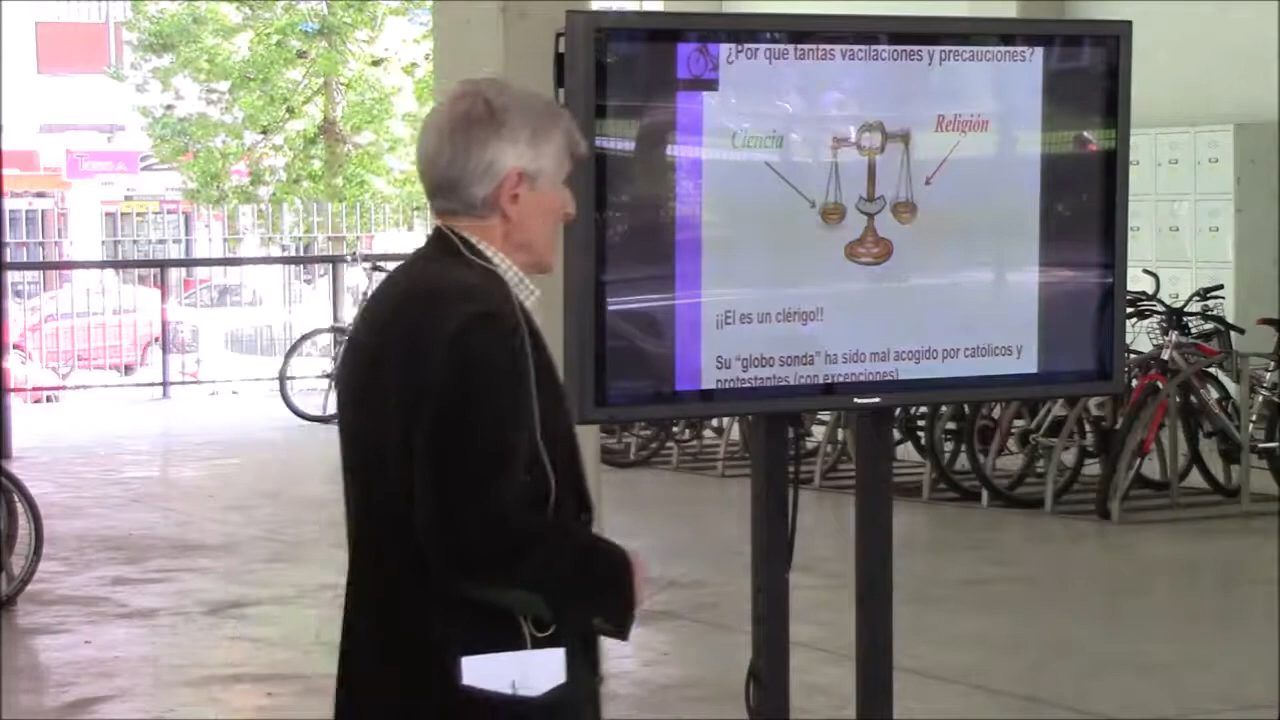 ¿Por qué tantas vacilaciones y precauciones?
Ciencia
Religión
¡¡El es un clérigo!!
Su “globo sonda” ha sido mal acogido por católicos y
protestantes (con excepciones)
Panasonic